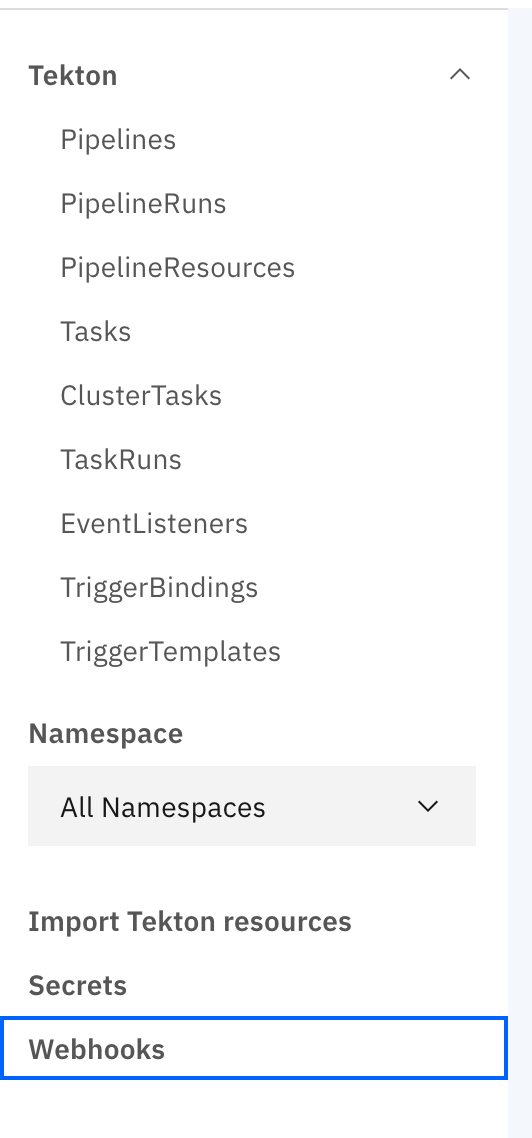 Tekton
Pipelines
PipelineRuns
PipelineResources
Tasks
ClusterTasks
TaskRuns
EventListeners
TriggerBindings
TriggerTemplates
Namespace
All Namespaces
Import Tekton resources
Secrets
Webhooks